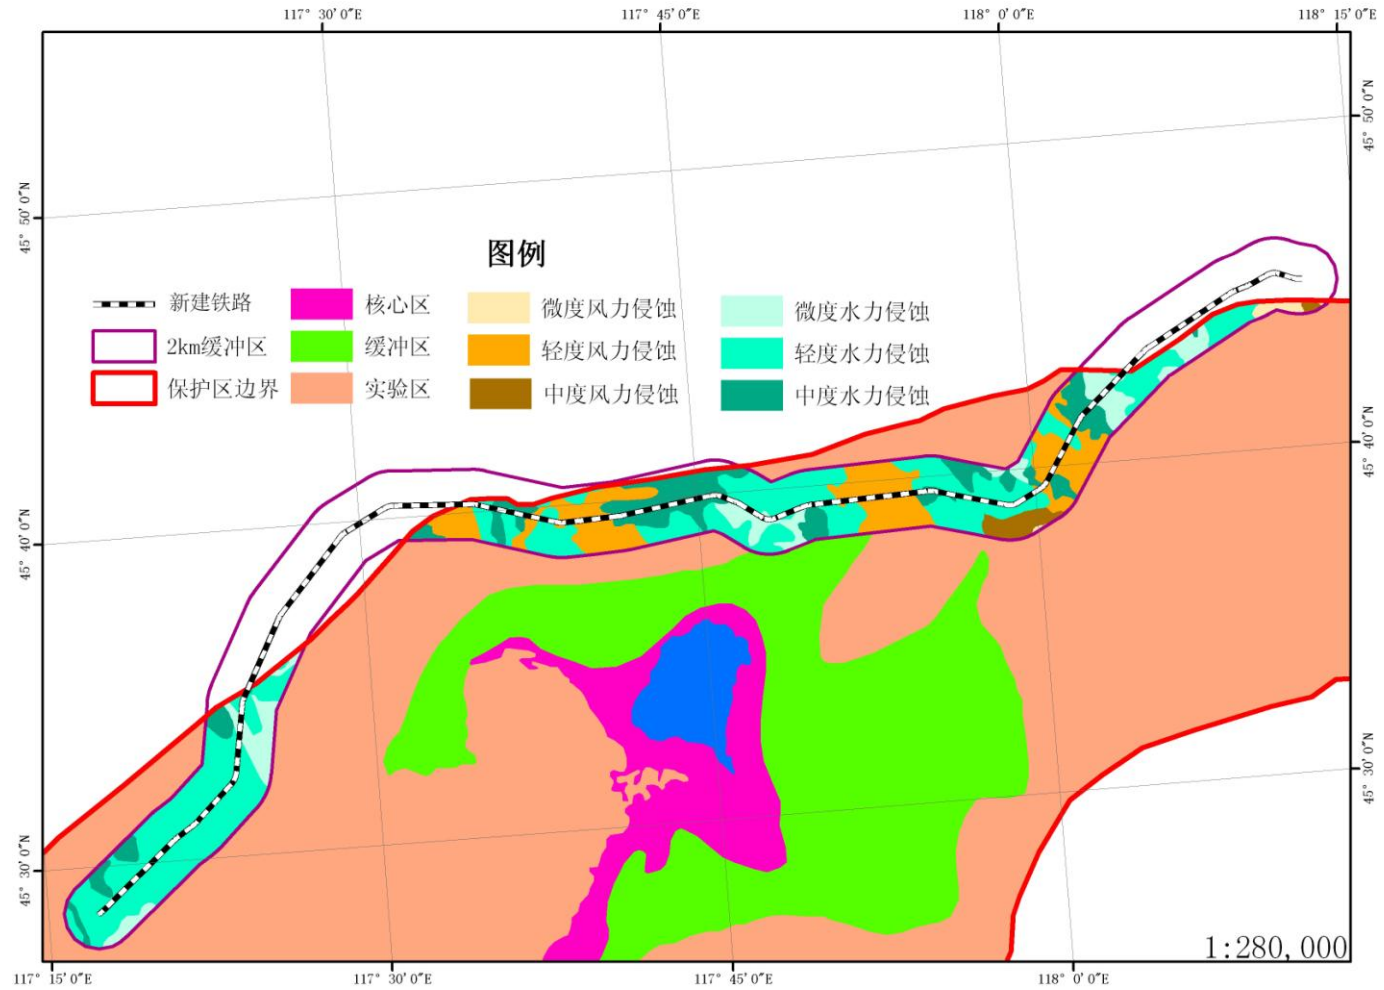 117° 30′0″E
117° 45′0″E
118° 0′0″E
118° 15′0″E
45° 50′0″N
45° 50′0″N
图例
新建铁路
核心区
微度风力侵蚀
微度水力侵蚀
2km缓冲区
缓冲区
轻度风力侵蚀
轻度水力侵蚀
保护区边界
实验区
中度风力侵蚀
中度水力侵蚀
45° 40′0″N
45° 40′0″N
45° 30′0″N
45° 30′0″N
1:280,000
117° 15′0″E
117° 30′0″E
117° 45′0″E
118° 0′0″E